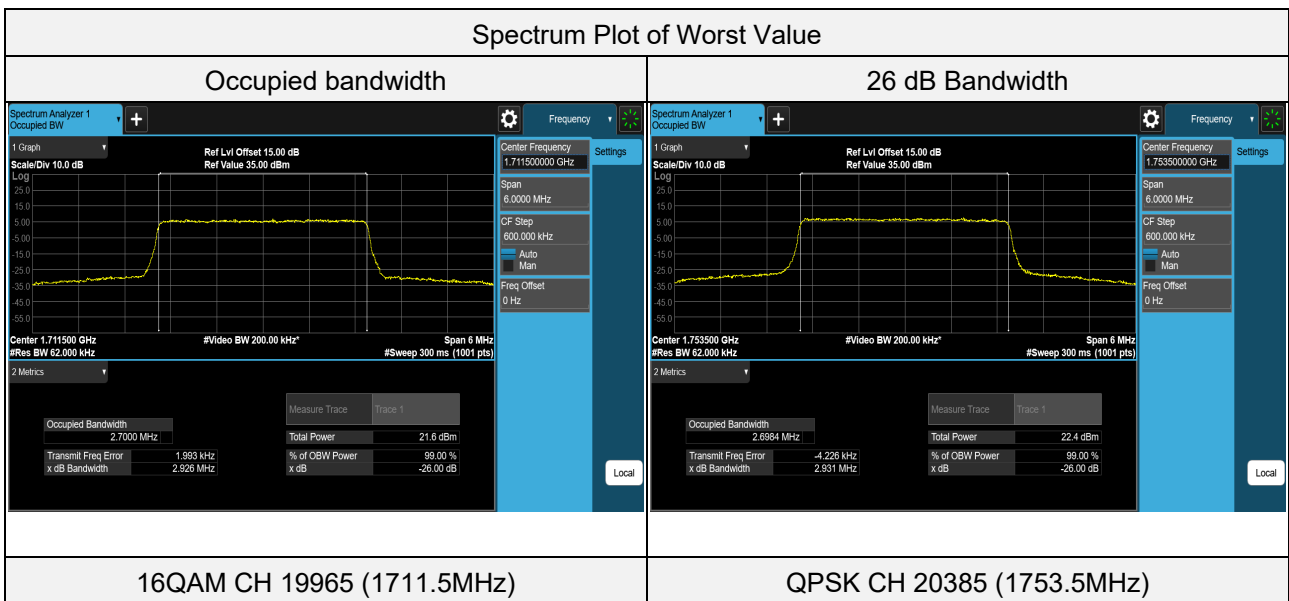 Spectrum Plot of Worst Value
Occupied bandwidth
26 dB Bandwidth
Spectrum Analyzer 1
Occupied BW
+
Frequency
1 Graph
Scale/Div 10.0 dB
Ref Lvl Offset 15.00 dB
Ref Value 35.00 dBm
Log
25.0
15.0
5.00
-5.00
-15.0
-25.0
-35.0
-45.0
-55.0
Center 1.711500 GHz
#Res BW 62.000 kHz
#Video BW 200.00 kHz*
Span 6 MHz
#Sweep 300 ms (1001 pts)
Center Frequency
1.711500000 GHz
Settings
Span
6.0000 MHz
CF Step
600.000 kHz
Auto
Man
Freq Offset
0 Hz
Local
2 Metrics
Measure Trace Trace 1
Occupied Bandwidth
2.7000 MHz
Total Power 21.6 dBm
Transmit Freq Error 1.993 kHz
% of OBW Power 99.00 %
x dB Bandwidth 2.926 MHz
x dB -26.00 dB
Spectrum Analyzer 1
Occupied BW
+
Frequency
1 Graph
Scale/Div 10.0 dB
Ref Lvl Offset 15.00 dB
Ref Value 35.00 dBm
Log
25.0
15.0
5.00
-5.00
-15.0
-25.0
-35.0
-45.0
-55.0
Center 1.753500 GHz
#Res BW 62.000 kHz
#Video BW 200.00 kHz*
Span 6 MHz
#Sweep 300 ms (1001 pts)
Center Frequency
1.753500000 GHz
Settings
Span
6.0000 MHz
CF Step
600.000 kHz
Auto
Man
Freq Offset
0 Hz
Local
2 Metrics
Measure Trace Trace 1
Occupied Bandwidth
2.6984 MHz
Total Power 22.4 dBm
Transmit Freq Error -4.226 kHz
% of OBW Power 99.00 %
x dB Bandwidth 2.931 MHz
x dB -26.00 dB
16QAM CH 19965 (1711.5MHz)
QPSK CH 20385 (1753.5MHz)